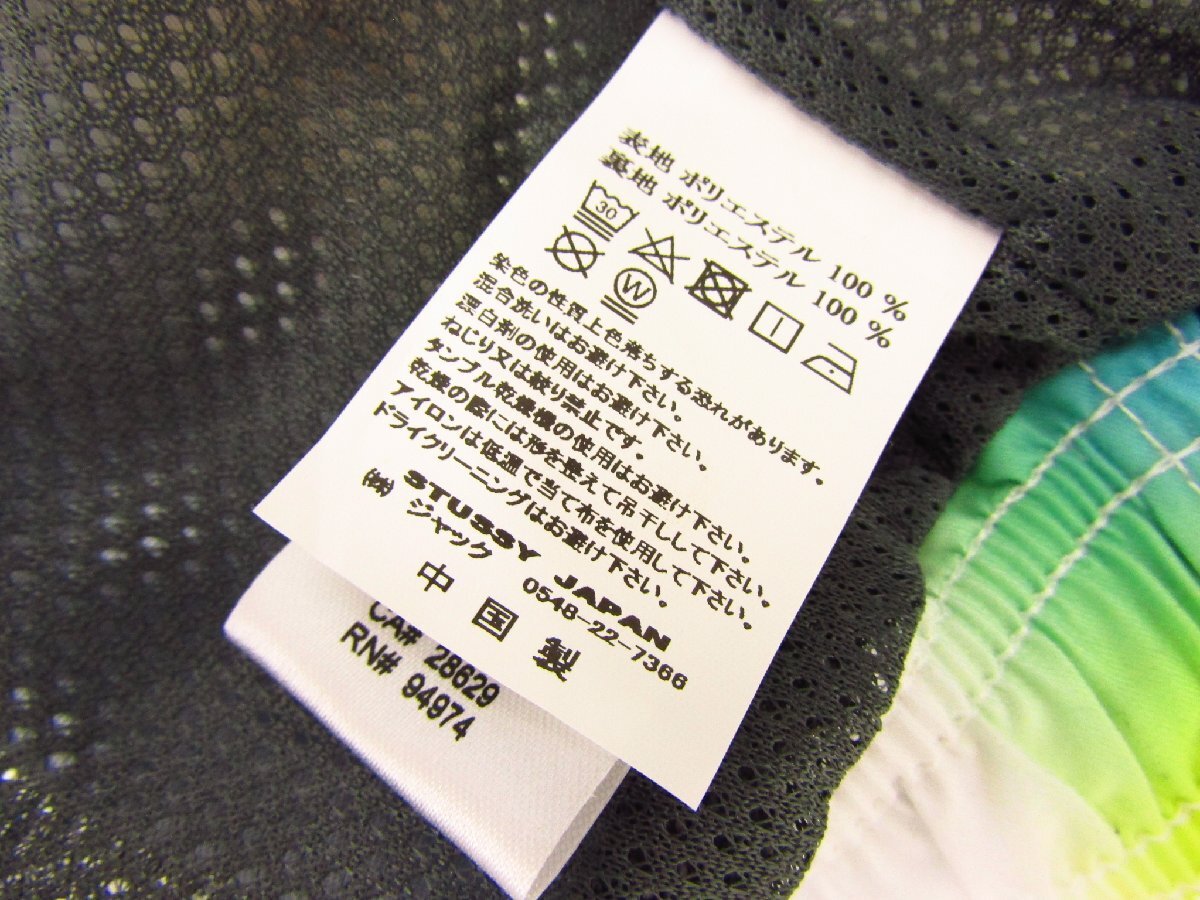 表地 ポリエステル 100 %
裏地 ポリエステル 100 %
30
W
染色の性質上色落ちする恐れがあります。
混合洗いはお避け下さい。
漂白剤の使用はお避け下さい。
ねじり又は絞り禁止です。
タンブル乾燥機の使用はお避け下さい。
乾燥の際には形を整えて吊干しして下さい。
アイロンは低温で当て布を使用して下さい。
ドライクリーニングはお避け下さい。
STUSSY JAPAN
㈱ ジャック 0548-22-7366
中国製
CA# 28629
RN# 94974